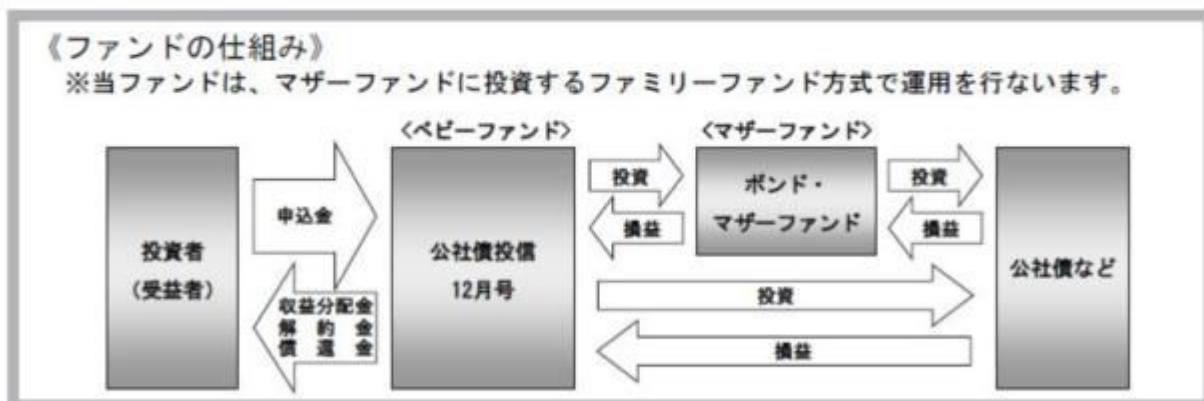 《ファンドの仕組み》
※当ファンドは、マザーファンドに投資するファミリーファンド方式で運用を行ないます。
〈ベビーファンド〉
〈マザーファンド〉
投資者
(受益者)
申込金
収益分配金
解約金
償還金
公社債投信
12月号
投資
損益
ボンド・
マザーファンド
投資
損益
投資
損益
公社債など